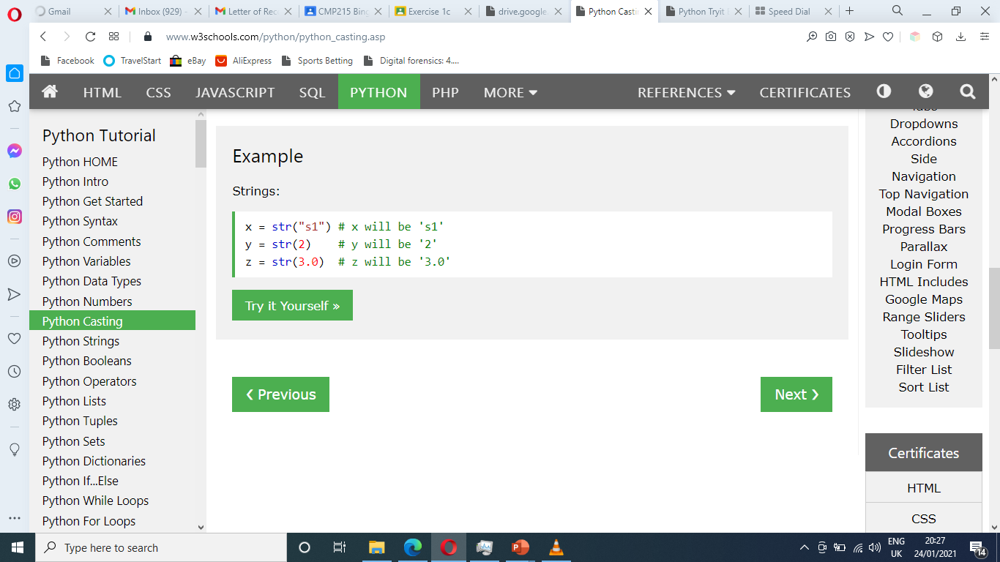 Gmail
Inbox (929) -
Letter of Rec
CMP215 Bin
Exercise 1c
drive.google
Python Casti
Python Tryit
Speed Dial
www.w3schools.com/python/python_casting.asp
Facebook
TravelStart
eBay
AliExpress
Sports Betting
Digital forensics: 4....
HTML
CSS
JAVASCRIPT
SQL
PYTHON
PHP
MORE
REFERENCES
CERTIFICATES
Python Tutorial
Python HOME
Python Intro
Python Get Started
Python Syntax
Python Comments
Python Variables
Python Data Types
Python Numbers
Python Casting
Python Strings
Python Booleans
Python Operators
Python Lists
Python Tuples
Python Sets
Python Dictionaries
Python If...Else
Python While Loops
Python For Loops
Example
Strings:
x = str("s1") # x will be 's1'
y = str(2)    # y will be '2'
z = str(3.0)  # z will be '3.0'
Try it Yourself »
❮ Previous
Next ❯
Dropdowns
Accordions
Side
Navigation
Top Navigation
Modal Boxes
Progress Bars
Parallax
Login Form
HTML Includes
Google Maps
Range Sliders
Tooltips
Slideshow
Filter List
Sort List
Certificates
HTML
CSS
Type here to search
ENG
UK
20:27
24/01/2021
14